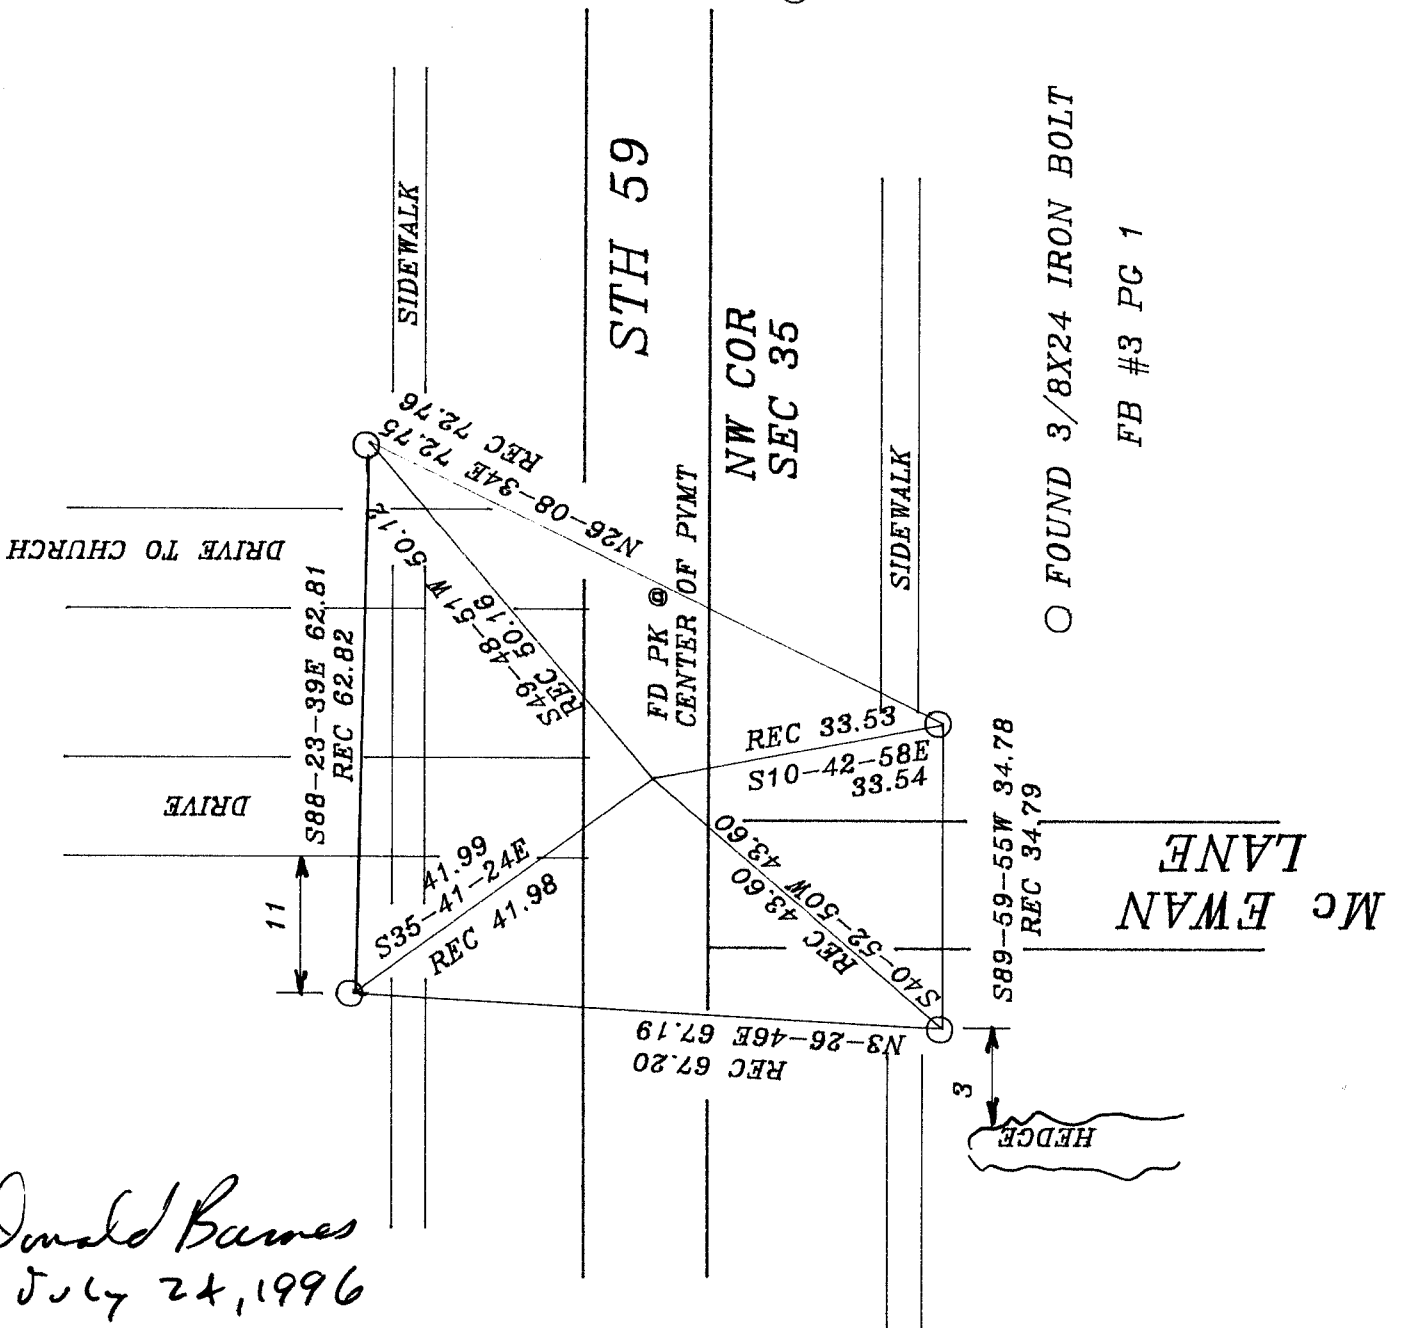 SIDEWALK
STH 59
NW COR
SEC 35
SIDEWALK
○ FOUND 3/8X24 IRON BOLT
FB #3 PG 1
FD PK @
CENTER OF PVMT
N26-08-34E 72.75
REC 72.76
DRIVE TO CHURCH
S88-23-39E 62.81
REC 62.82
S49-48-51W 50.12
REC 50.16
DRIVE
REC 33.53
S10-42-58E
33.54
11
41.99
S35-41-24E
REC 41.98
S40-52-50W 43.60
REC 43.60
S89-59-55W 34.78
REC 34.79
Mc EWAN
LANE
N3-26-46E 67.19
REC 67.20
3
HEDGE
Donald Barnes
July 24, 1996